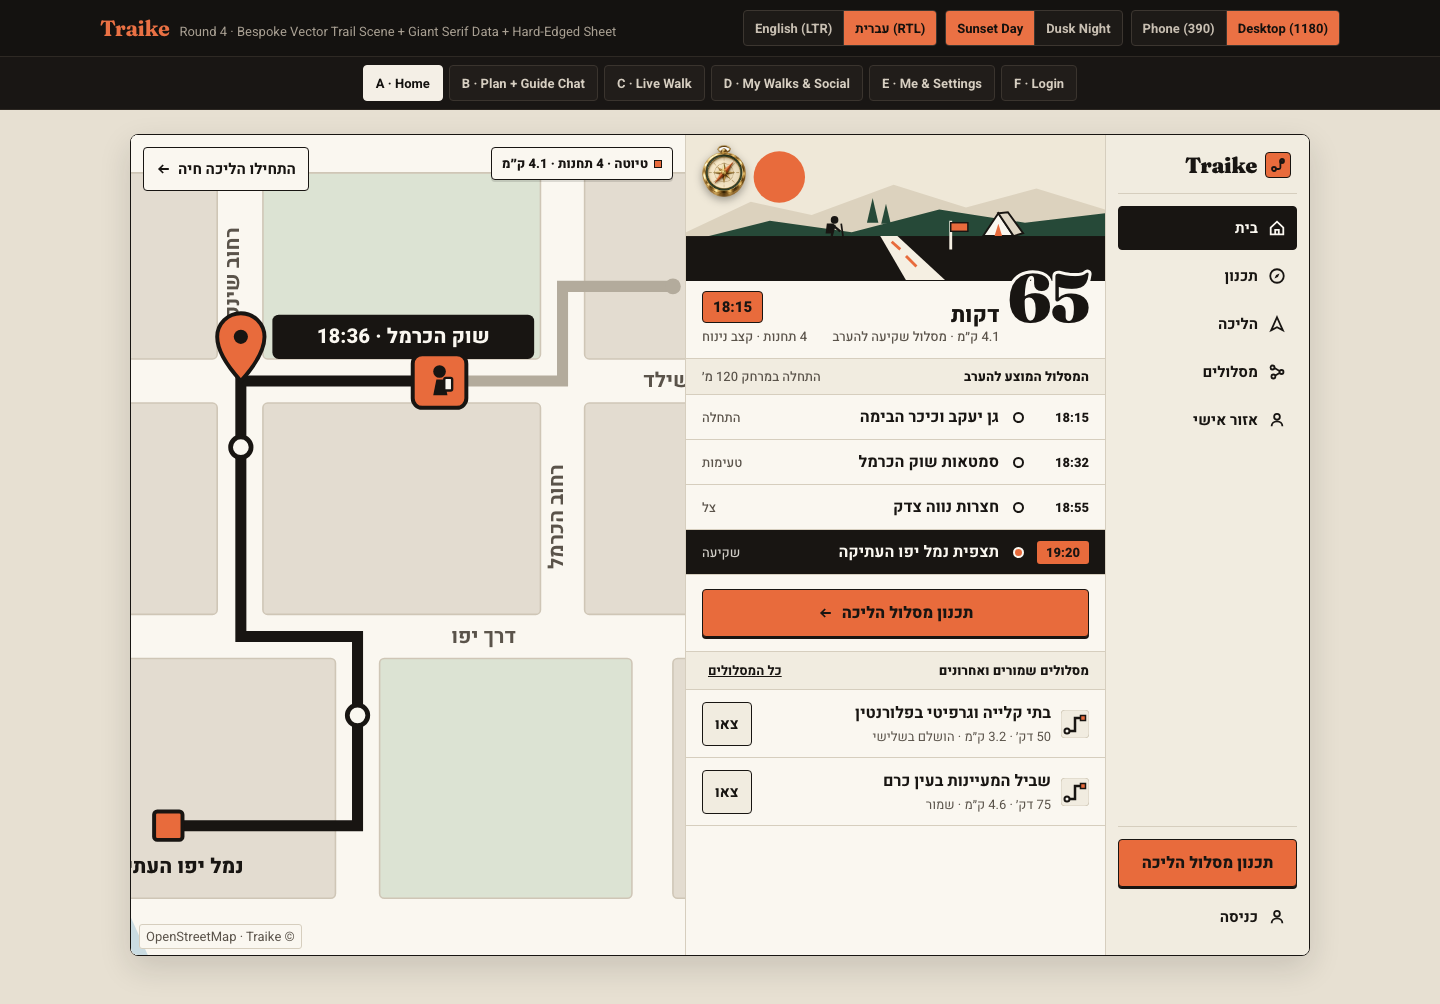 Traike Round 4 · Bespoke Vector Trail Scene + Giant Serif Data + Hard-Edged Sheet
English (LTR) עברית (RTL) Sunset Day Dusk Night Phone (390) Desktop (1180)
A · Home B · Plan + Guide Chat C · Live Walk D · My Walks & Social E · Me & Settings F · Login
Traike
בית
תכנון
הליכה
מסלולים
אזור אישי
תכנון מסלול הליכה
כניסה
65 דקות
18:15
4.1 ק״מ · מסלול שקיעה להערב
4 תחנות · קצב נינוח
המסלול המוצע להערב
התחלה במרחק 120 מ׳
18:15 גן יעקב וכיכר הבימה התחלה
18:32 סמטאות שוק הכרמל טעימות
18:55 חצרות נווה צדק צל
19:20 תצפית נמל יפו העתיקה שקיעה
תכנון מסלול הליכה ←
מסלולים שמורים ואחרונים
כל המסלולים
בתי קלייה וגרפיטי בפלורנטין
50 דק׳ · 3.2 ק״מ · הושלם בשלישי
צאו
שביל המעיינות בעין כרם
75 דק׳ · 4.6 ק״מ · שמור
צאו
טיוטה · 4 תחנות · 4.1 ק״מ
התחילו הליכה חיה ←
רחוב שינק
שוק הכרמל · 18:36
שילד
רחוב הכרמל
דרך יפו
נמל יפו העתי
OpenStreetMap · Traike ©